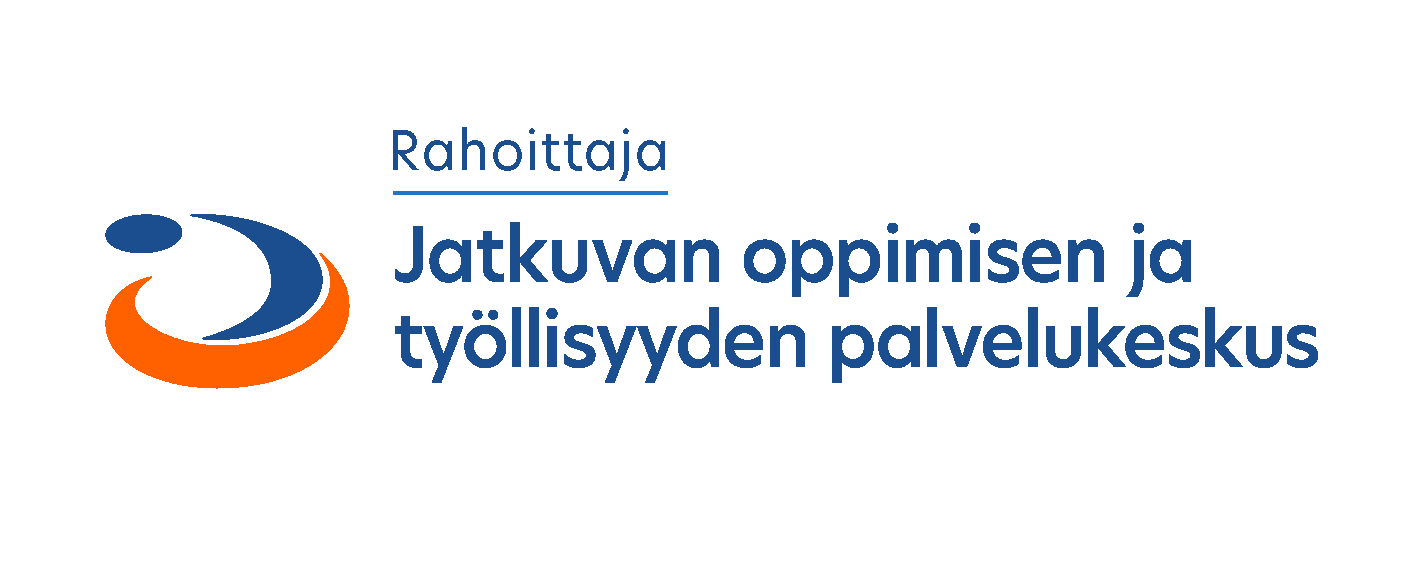 Rahoittaja
Jatkuvan oppimisen ja
työllisyyden palvelukeskus